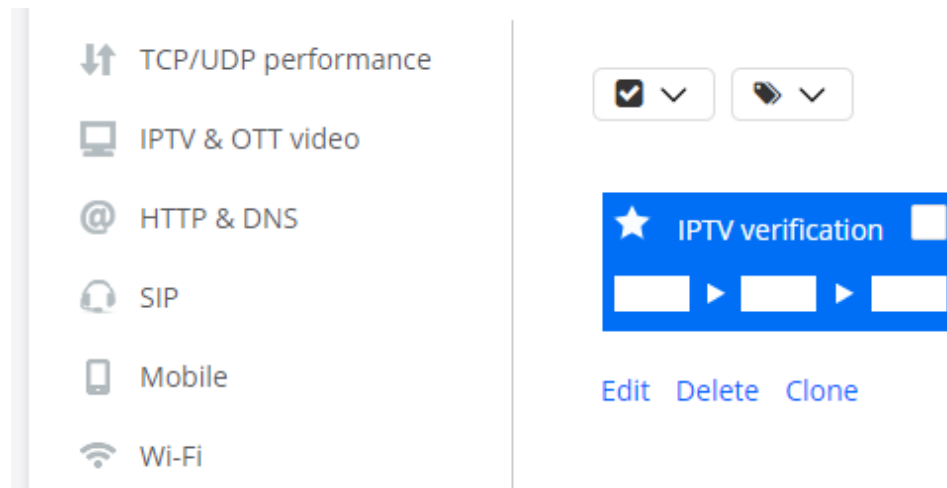 TCP/UDP performance
IPTV & OTT video
HTTP & DNS
SIP
Mobile
Wi-Fi
IPTV verification
Edit Delete Clone